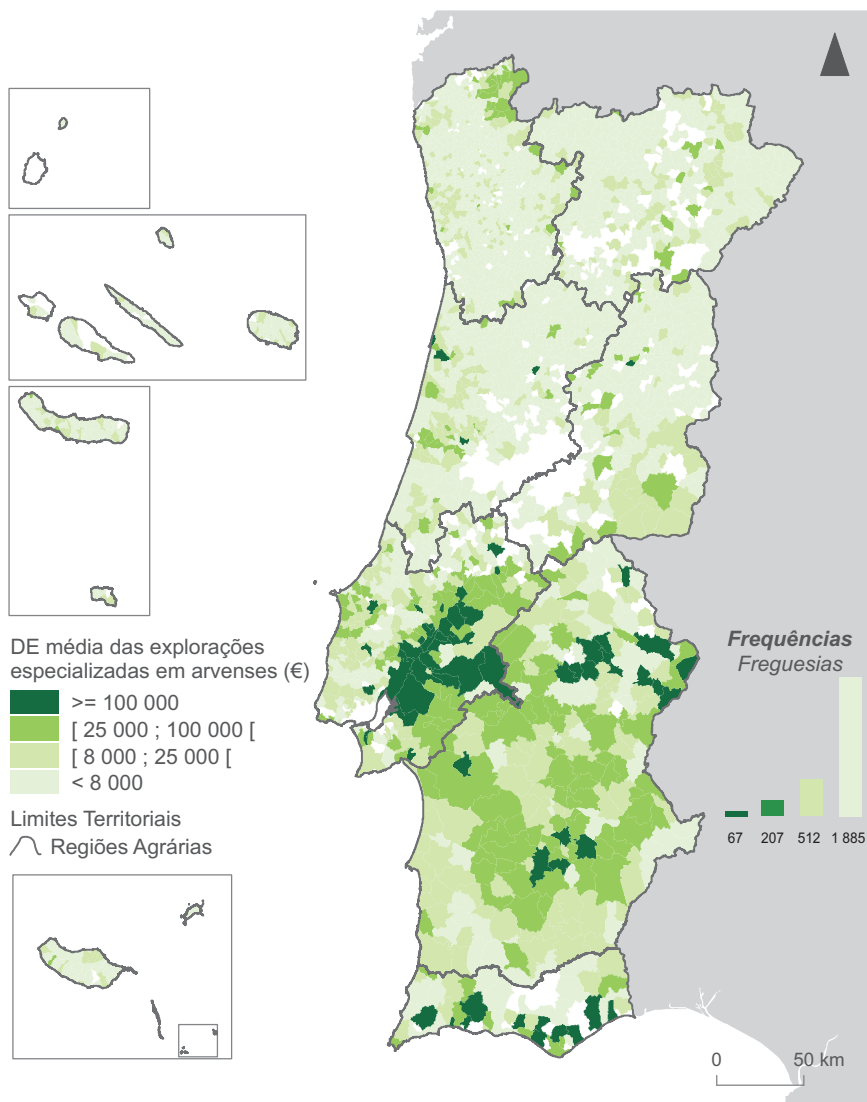 DE média das explorações
especializadas em arvenses (€)
>= 100 000
[ 25 000 ; 100 000 [
[ 8 000 ; 25 000 [
< 8 000
Limites Territoriais
Regiões Agrárias
Frequências
Freguesias
67 207 512 1 885
0 50 km